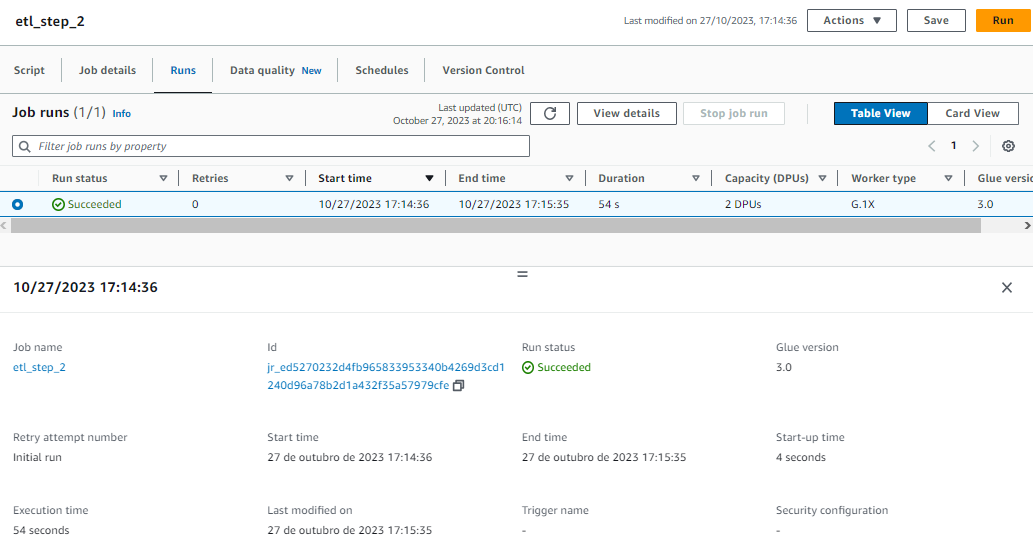 etl_step_2
Last modified on 27/10/2023, 17:14:36
Actions
Save
Run
Script
Job details
Runs
Data quality New
Schedules
Version Control
Job runs (1/1) Info
Last updated (UTC)
October 27, 2023 at 20:16:14
View details
Stop job run
Table View
Card View
Filter job runs by property
1
Run status
Retries
Start time
End time
Duration
Capacity (DPUs)
Worker type
Glue versio
Succeeded
0
10/27/2023 17:14:36
10/27/2023 17:15:35
54 s
2 DPUs
G.1X
3.0
10/27/2023 17:14:36
Job name
Id
Run status
Glue version
etl_step_2
jr_ed5270232d4fb965833953340b4269d3cd1
240d96a78b2d1a432f35a57979cfe
Succeeded
3.0
Retry attempt number
Start time
End time
Start-up time
Initial run
27 de outubro de 2023 17:14:36
27 de outubro de 2023 17:15:35
4 seconds
Execution time
Last modified on
Trigger name
Security configuration
54 seconds
27 de outubro de 2023 17:15:35
-
-